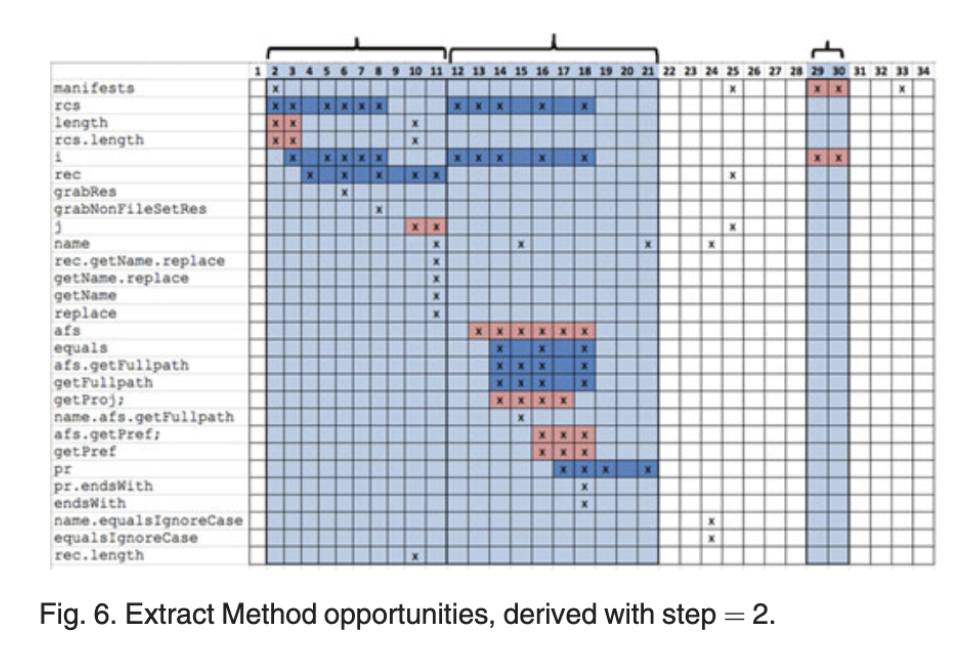 1 2 3 4 5 6 7 8 9 10 11 12 13 14 15 16 17 18 19 20 21 22 23 24 25 26 27 28 29 30 31 32 33 34
manifests x x x x x
rcs x x x x x x x x x x x
length x x x
rcs.length x x x
i x x x x x x x x x x x x
rec x x x x x x
grabRes x
grabNonFileSetRes x
j x x x
name x x x x
rec.getName.replace x
getName.replace x
getName x
replace x
afs x x x x x x
equals x x x
afs.getFullpath x x x x
getFullpath x x x x
getProj; x x x x
name.afs.getFullpath x
afs.getPref; x x x
getPref x x x
pr x x x x
pr.endsWith x
endsWith x
name.equalsIgnoreCase x
equalsIgnoreCase x
rec.length x
Fig. 6. Extract Method opportunities, derived with step = 2.